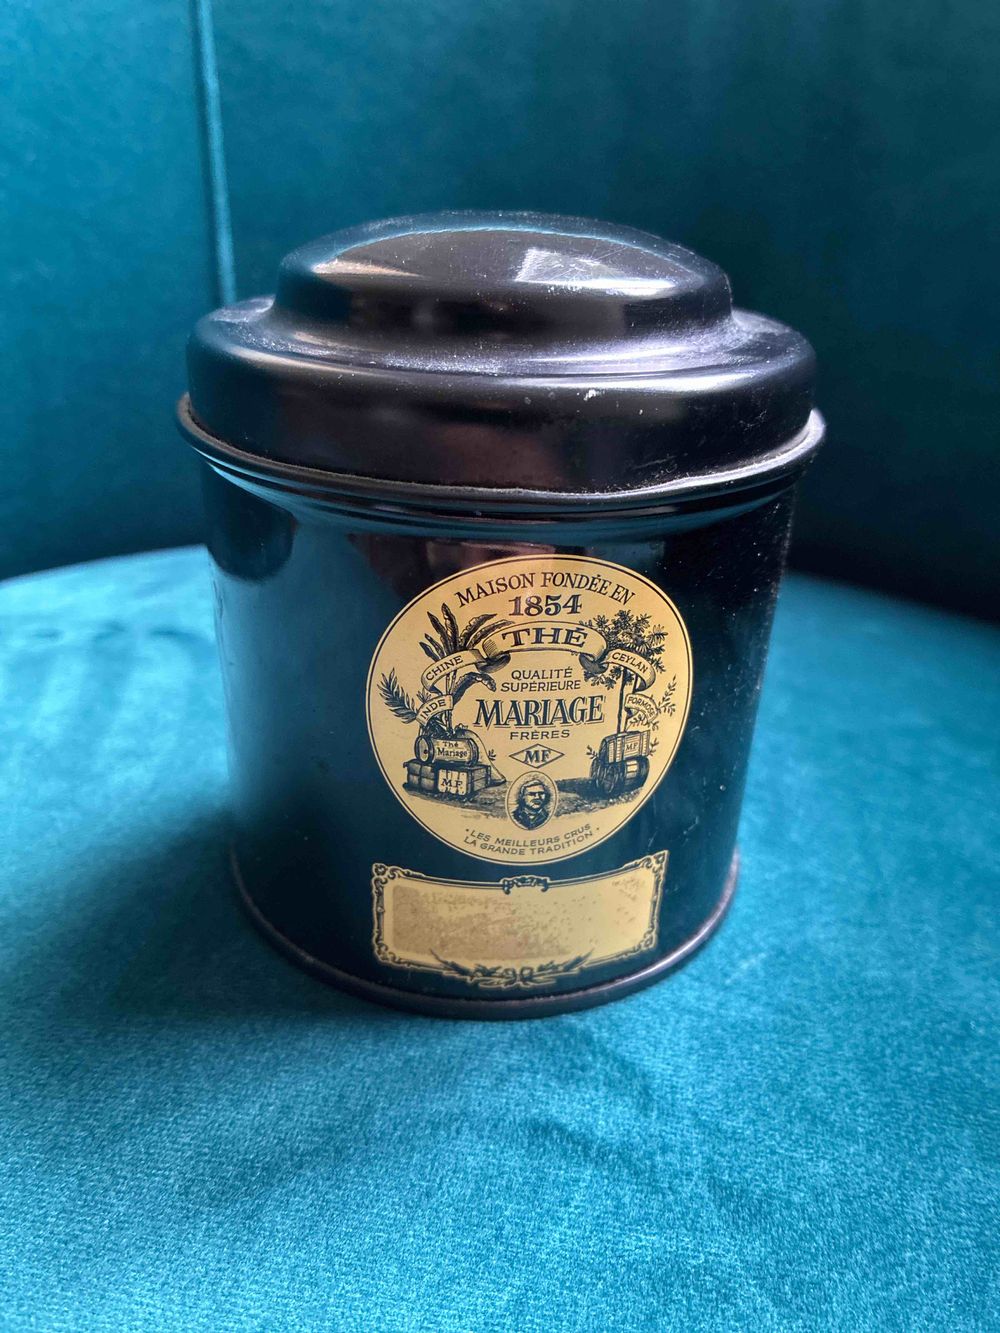 MAISON FONDÉE EN
1854
THÉ
CHINE
CEYLAN
QUALITÉ
SUPÉRIEURE
INDE
FORMOSE
MARIAGE
FRÈRES
MF
Thé
Mariage
M.F
M.F
• LES MEILLEURS CRUS •
LA GRANDE TRADITION